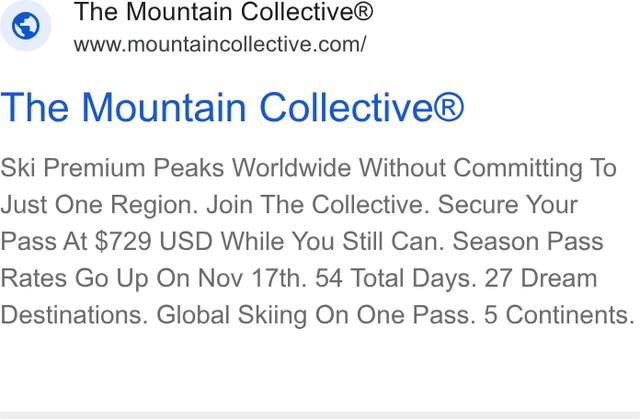 The Mountain Collective®
www.mountaincollective.com/
The Mountain Collective®
Ski Premium Peaks Worldwide Without Committing To
Just One Region. Join The Collective. Secure Your
Pass At $729 USD While You Still Can. Season Pass
Rates Go Up On Nov 17th. 54 Total Days. 27 Dream
Destinations. Global Skiing On One Pass. 5 Continents.